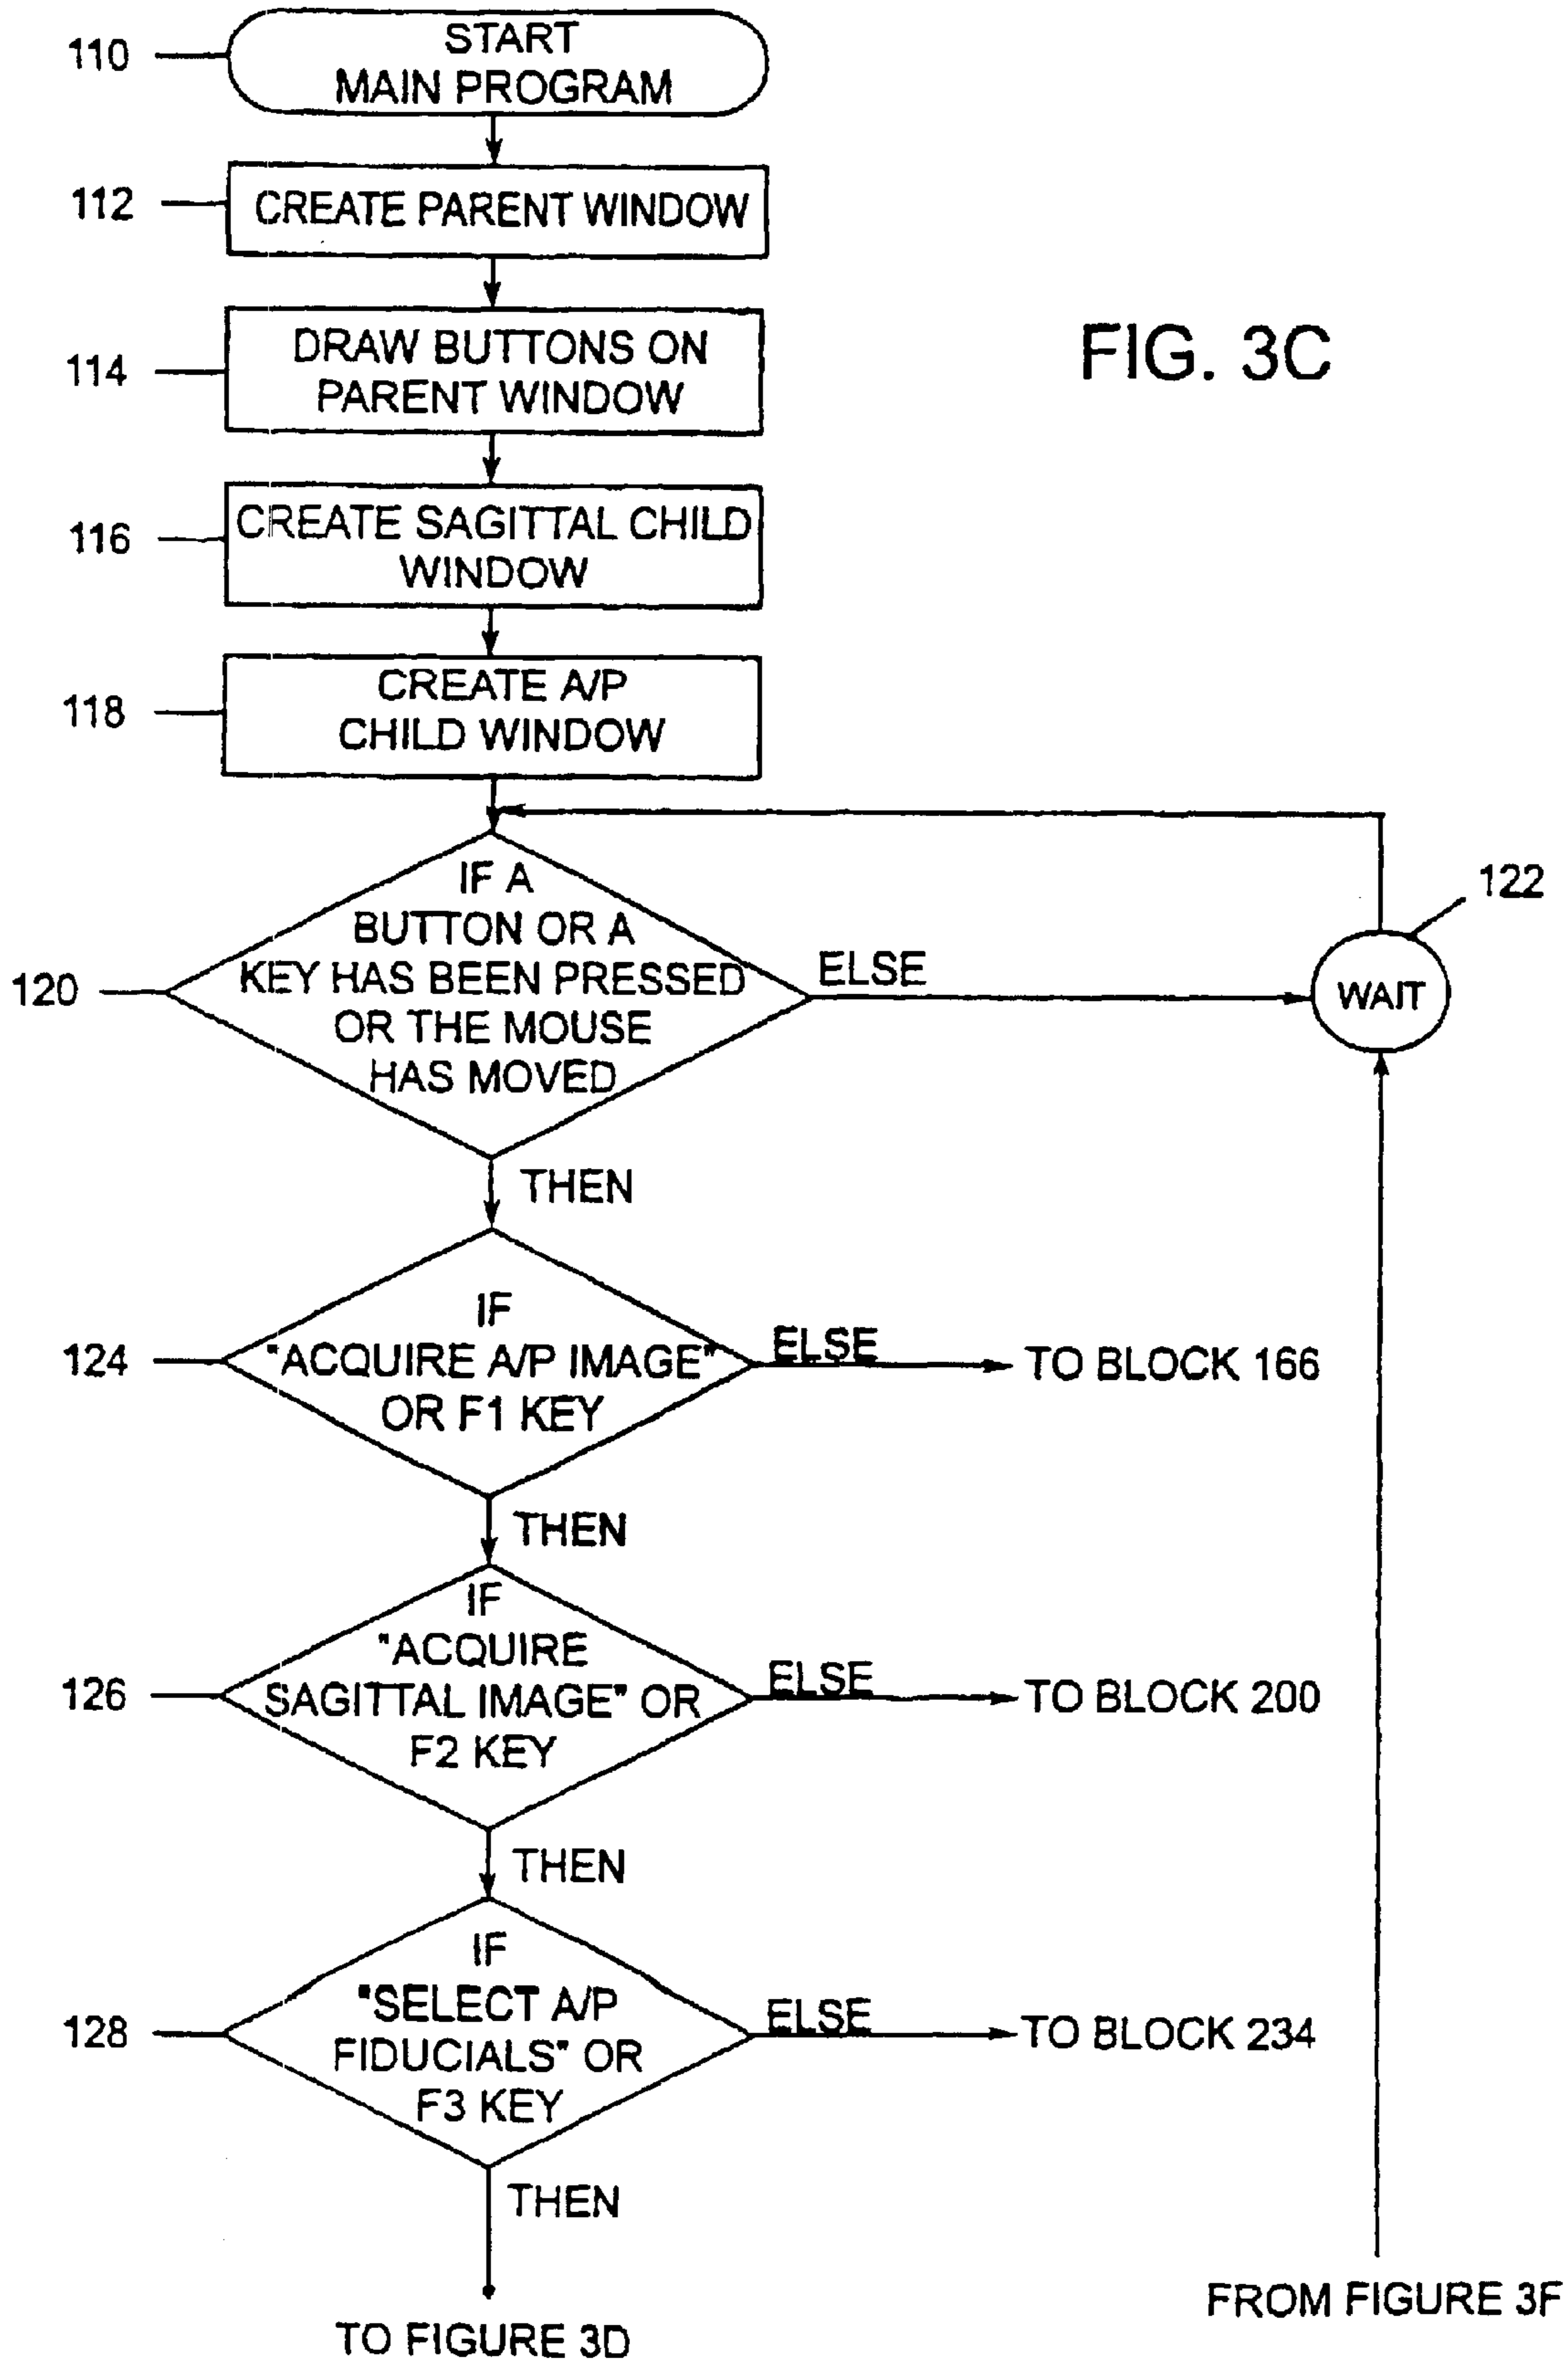 110
START
MAIN PROGRAM
112
CREATE PARENT WINDOW
114
DRAW BUTTONS ON
PARENT WINDOW
FIG. 3C
116
CREATE SAGITTAL CHILD
WINDOW
118
CREATE A/P
CHILD WINDOW
120
IF A
BUTTON OR A
KEY HAS BEEN PRESSED
OR THE MOUSE
HAS MOVED
ELSE
122
WAIT
THEN
124
IF
"ACQUIRE A/P IMAGE"
OR F1 KEY
ELSE
TO BLOCK 166
THEN
126
IF
"ACQUIRE
SAGITTAL IMAGE" OR
F2 KEY
ELSE
TO BLOCK 200
THEN
128
IF
"SELECT A/P
FIDUCIALS" OR
F3 KEY
ELSE
TO BLOCK 234
THEN
TO FIGURE 3D
FROM FIGURE 3F